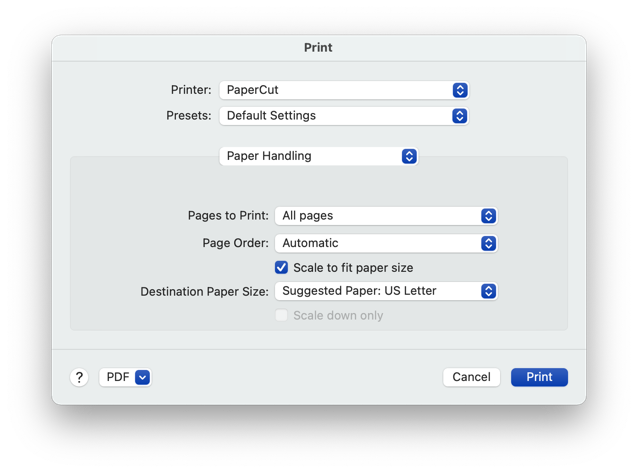 Print
Printer: PaperCut
Presets: Default Settings
Paper Handling
Pages to Print: All pages
Page Order: Automatic
Scale to fit paper size
Destination Paper Size: Suggested Paper: US Letter
Scale down only
? PDF Cancel Print